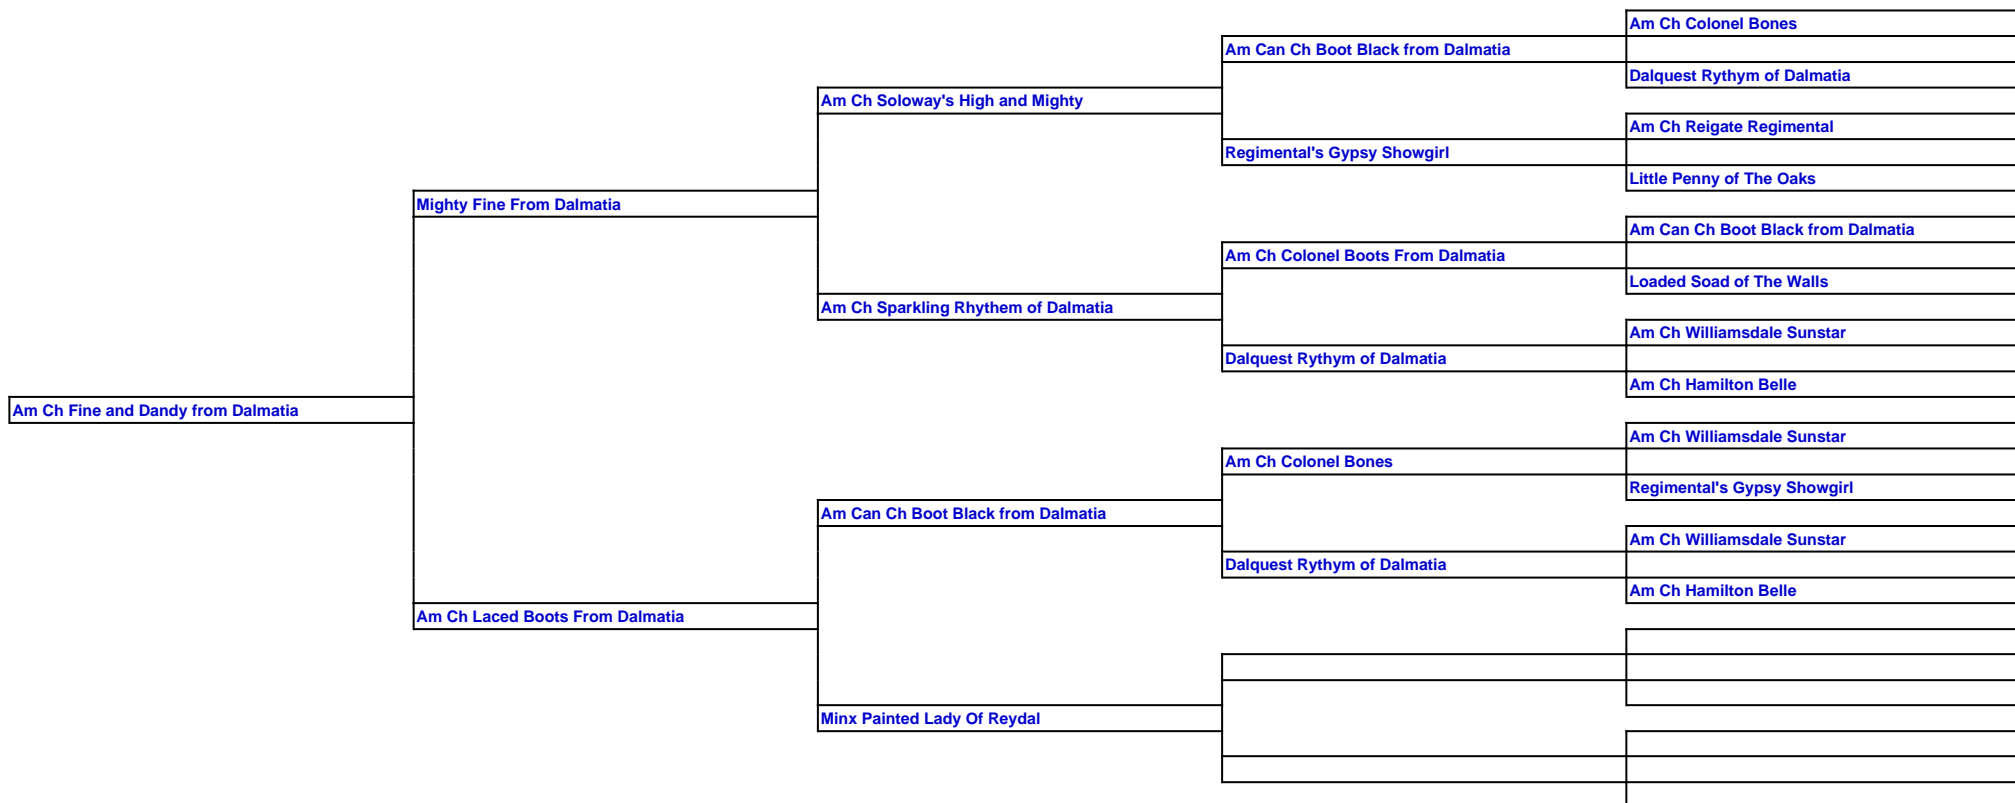 Am Ch Colonel Bones
Am Can Ch Boot Black from Dalmatia
Dalquest Rythym of Dalmatia
Am Ch Soloway's High and Mighty
Am Ch Reigate Regimental
Regimental's Gypsy Showgirl
Little Penny of The Oaks
Mighty Fine From Dalmatia
Am Can Ch Boot Black from Dalmatia
Am Ch Colonel Boots From Dalmatia
Loaded Soad of The Walls
Am Ch Sparkling Rhythem of Dalmatia
Am Ch Williamsdale Sunstar
Dalquest Rythym of Dalmatia
Am Ch Hamilton Belle
Am Ch Fine and Dandy from Dalmatia
Am Ch Williamsdale Sunstar
Am Ch Colonel Bones
Regimental's Gypsy Showgirl
Am Can Ch Boot Black from Dalmatia
Am Ch Williamsdale Sunstar
Dalquest Rythym of Dalmatia
Am Ch Hamilton Belle
Am Ch Laced Boots From Dalmatia
Minx Painted Lady Of Reydal